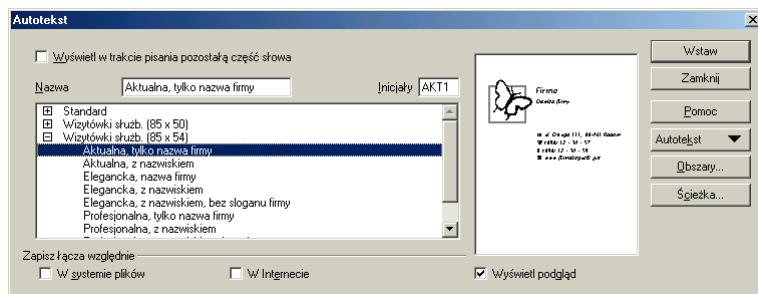 Autotekst
Wyświetl w trakcie pisania pozostałą część słowa
Nazwa Aktualna, tylko nazwa firmy Inicjały AKT1
Standard
Wizytówki służb. (85 x 50)
Wizytówki służb. (85 x 54)
Aktualna, tylko nazwa firmy
Aktualna, z nazwiskiem
Elegancka, nazwa firmy
Elegancka, z nazwiskiem
Elegancka, z nazwiskiem, bez sloganu firmy
Profesjonalna, tylko nazwa firmy
Profesjonalna, z nazwiskiem
Zapisz łącza względnie
W systemie plików
W Internecie
Firma
Wyświetl podgląd
Wstaw
Zamknij
Pomoc
Autotekst
Obszary...
Ścieżka...